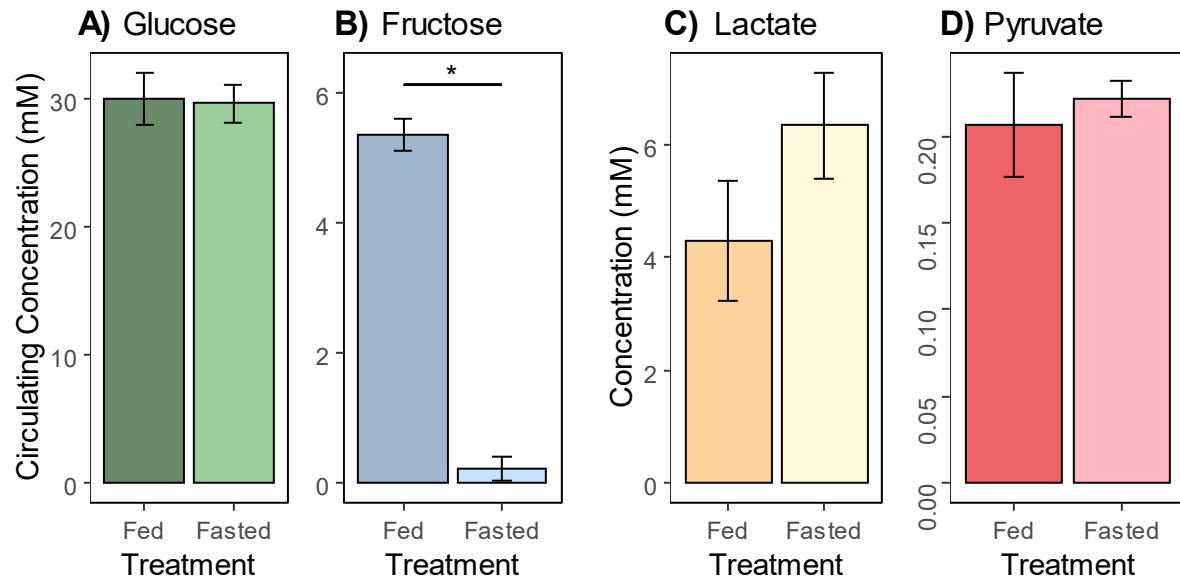 A) Glucose
Circulating Concentration (mM)
30
20
10
0
Fed Fasted
Treatment
B) Fructose
*
6
4
2
0
Fed Fasted
Treatment
C) Lactate
Concentration (mM)
6
4
2
0
Fed Fasted
Treatment
D) Pyruvate
0.20
0.15
0.10
0.05
0.00
Fed Fasted
Treatment